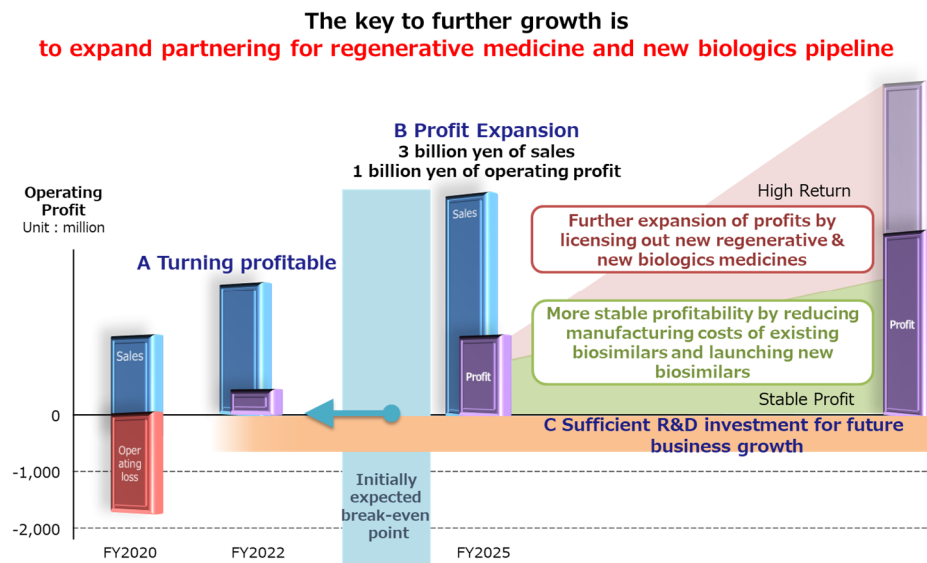 The key to further growth is
to expand partnering for regenerative medicine and new biologics pipeline
B Profit Expansion
3 billion yen of sales
1 billion yen of operating profit
Operating
Profit
Unit : million
A Turning profitable
Sales
High Return
Further expansion of profits by
licensing out new regenerative &
new biologics medicines
More stable profitability by reducing
manufacturing costs of existing
biosimilars and launching new
biosimilars
Sales
Profit
Profit
Stable Profit
0
C Sufficient R&D investment for future
business growth
Oper
ating
loss
-1,000
-2,000
Initially
expected
break-even
point
FY2020
FY2022
FY2025